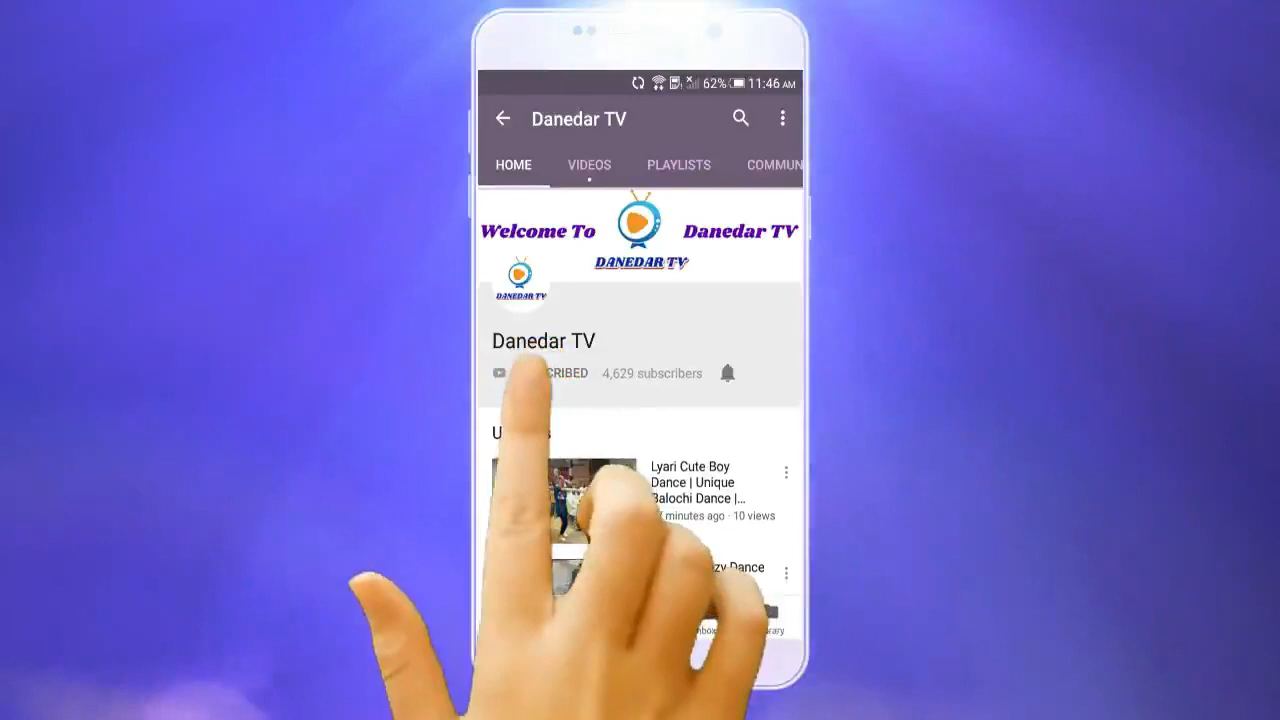 62% 11:46 AM
Danedar TV
HOME VIDEOS PLAYLISTS COMMUN
Welcome To Danedar TV
DANEDAR TV
DANEDAR TV
Danedar TV
CRIBED 4,629 subscribers
Lyari Cute Boy
Dance | Unique
Balochi Dance |...
minutes ago · 10 views
zy Dance